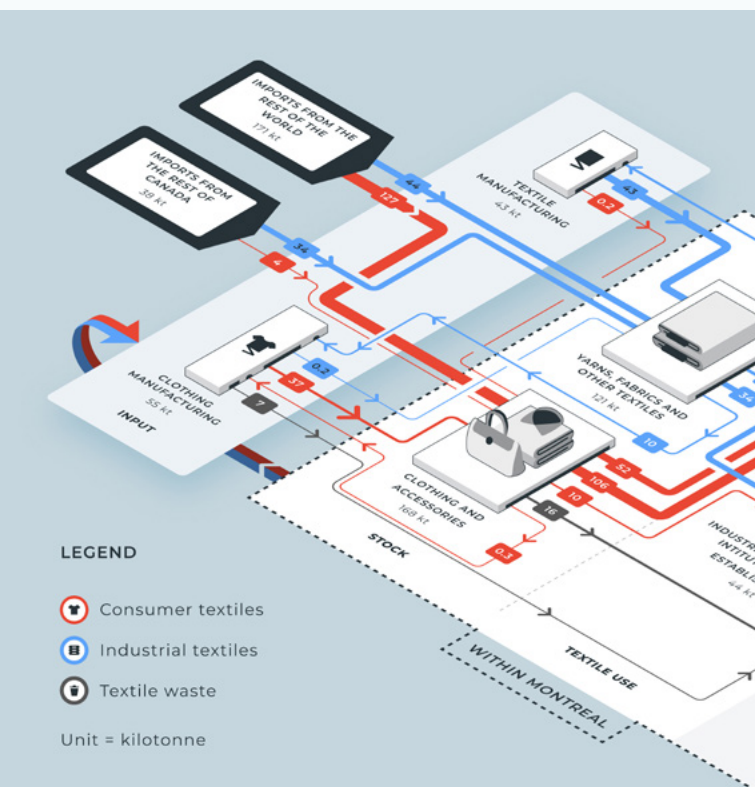 IMPORTS FROM THE
REST OF THE
WORLD
171 kt
IMPORTS FROM
THE REST OF
CANADA
38 kt
44
127
34
4
TEXTILE
MANUFACTURING
43 kt
43
0.2
CLOTHING
MANUFACTURING
55 kt
INPUT
0.2
37
7
YARNS, FABRICS AND
OTHER TEXTILES
121 kt
34
10
CLOTHING AND
ACCESSORIES
168 kt
52
106
10
16
0.3
STOCK
44 kt
TEXTILE USE
WITHIN MONTREAL
LEGEND
Consumer textiles
Industrial textiles
Textile waste
Unit = kilotonne